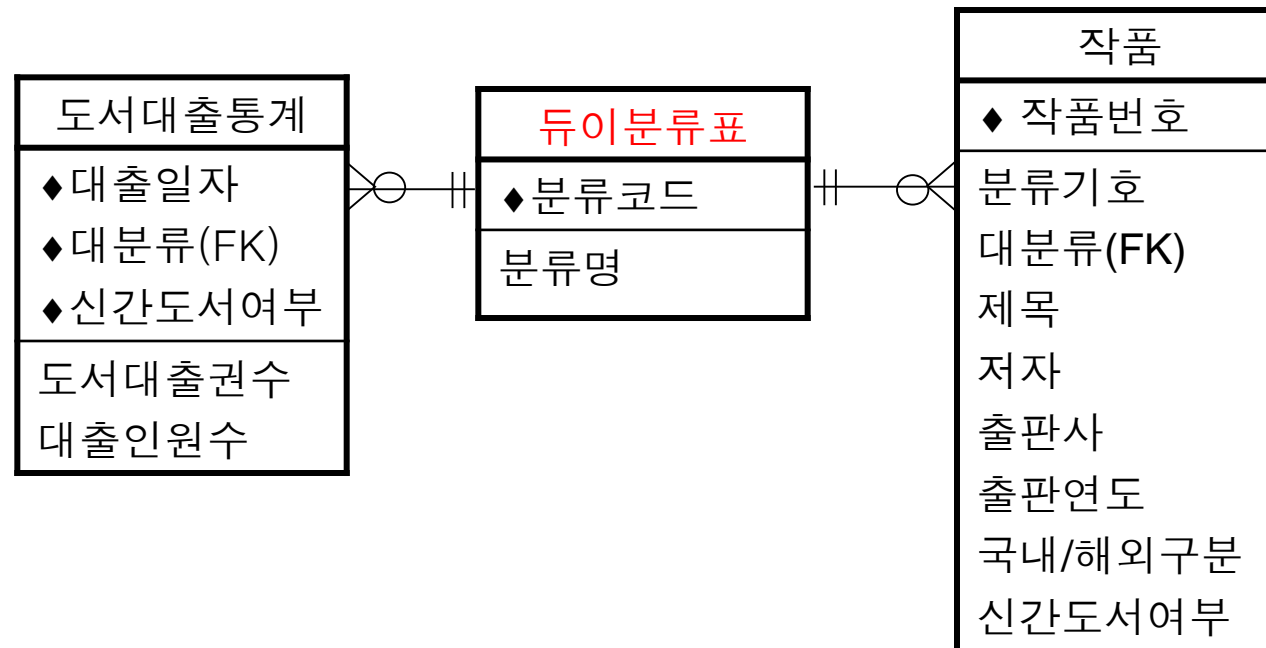 도서대출통계
◆대출일자
◆대분류(FK)
◆신간도서여부
도서대출권수
대출인원수
듀이분류표
◆분류코드
분류명
작품
◆ 작품번호
분류기호
대분류(FK)
제목
저자
출판사
출판연도
국내/해외구분
신간도서여부